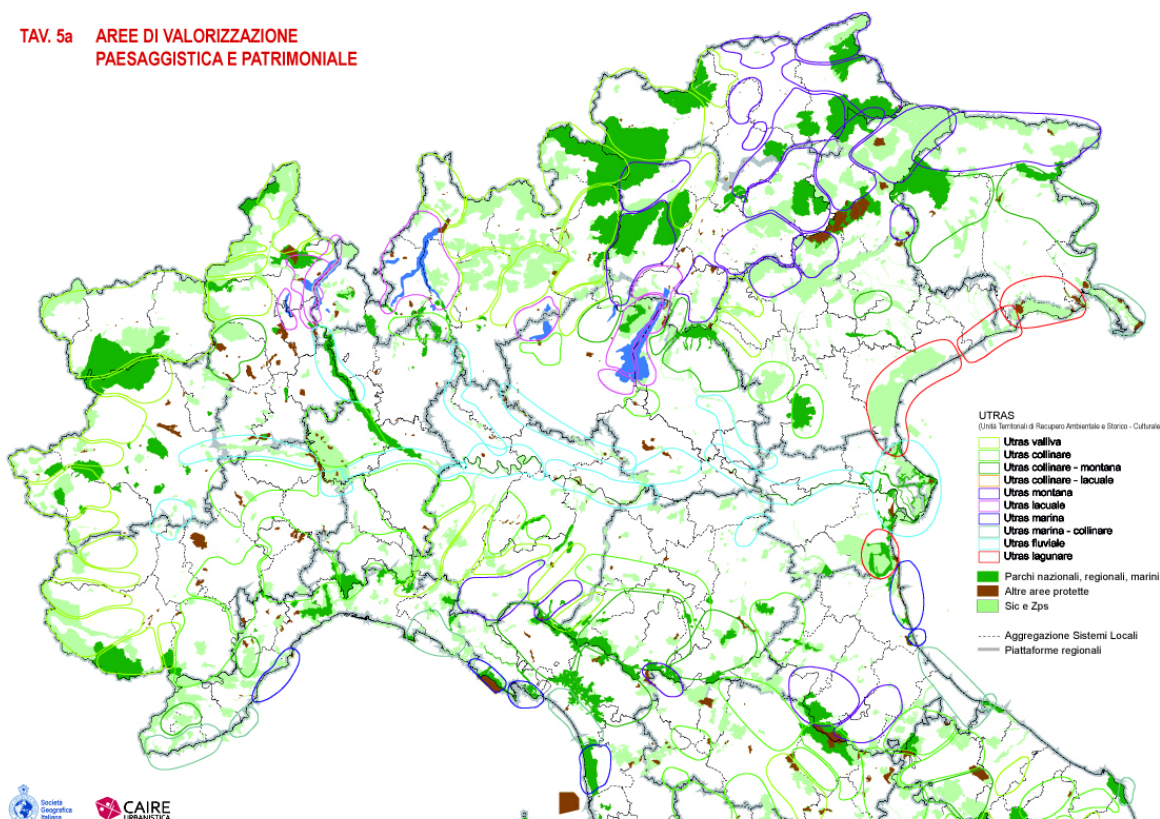 TAV. 5a AREE DI VALORIZZAZIONE
PAESAGGISTICA E PATRIMONIALE
UTRAS
(Unità Territoriali di Recupero Ambientale e Storico - Culturale
Utras valliva
Utras collinare
Utras collinare - montana
Utras collinare - lacuale
Utras montana
Utras lacuale
Utras marina
Utras marina - collinare
Utras fluviale
Utras lagunare
Parchi nazionali, regionali, marini
Altre aree protette
Sic e Zps
Aggregazione Sistemi Locali
Piattaforme regionali
Società
Geografica
Italiana
CAIRE
URBANISTICA